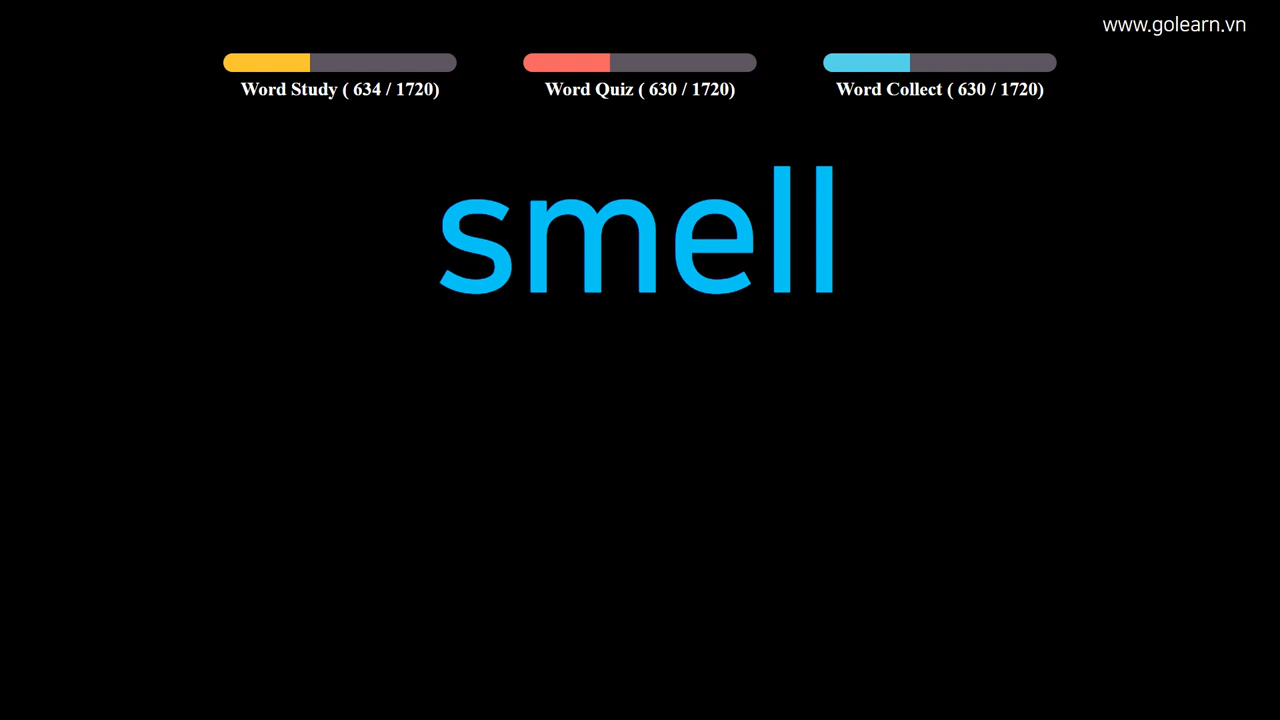 www.golearn.vn
Word Study ( 634 / 1720)
Word Quiz ( 630 / 1720)
Word Collect ( 630 / 1720)
smell